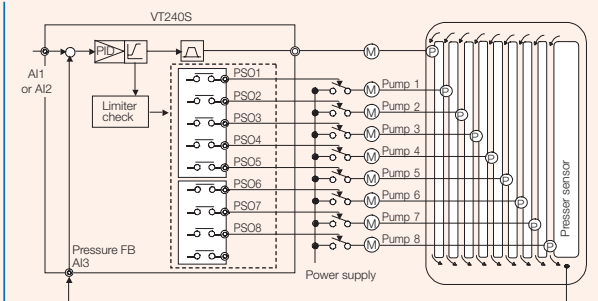 VT240S
PID
M
P
AI1
or AI2
Limiter
check
PSO1
PSO2
PSO3
PSO4
PSO5
PSO6
PSO7
PSO8
M Pump 1 P
M Pump 2 P
M Pump 3 P
M Pump 4 P
M Pump 5 P
M Pump 6 P
M Pump 7 P
M Pump 8 P
Presser sensor
Pressure FB
AI3
Power supply